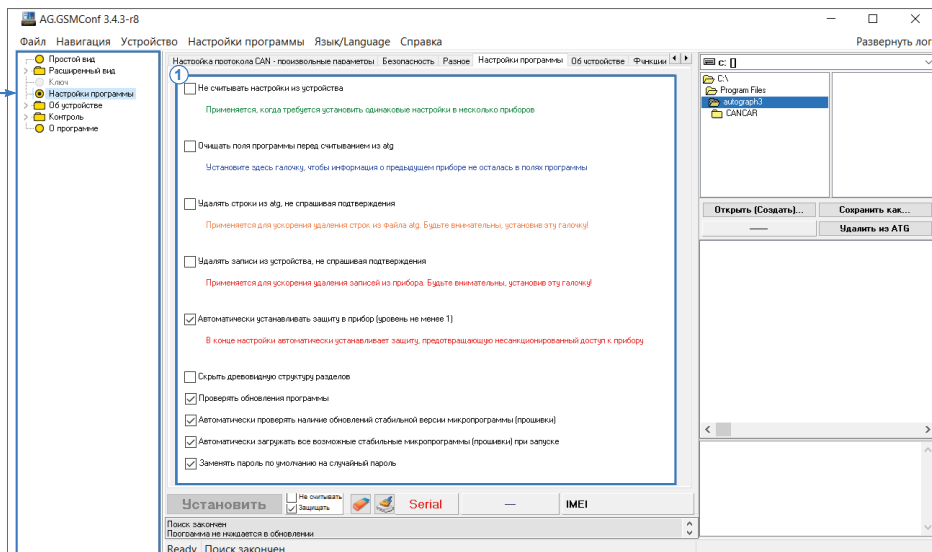 AG.GSMConf 3.4.3-r8
Файл Навигация Устройство Настройки программы Язык/Language Справка Развернуть лог
Простой вид
Расширенный вид
Ключ
Настройки программы
Об устройстве
Контроль
О программе
Настройка протокола CAN - произвольные параметры Безопасность Разное Настройки программы Об устройстве Функции
1
Не считывать настройки из устройства
Применяется, когда требуется установить одинаковые настройки в несколько приборов
Очищать поля программы перед считыванием из atg
Установите здесь галочку, чтобы информация о предыдущем приборе не осталась в полях программы
Удалять строки из atg, не спрашивая подтверждения
Применяется для ускорения удаления строк из файла atg. Будьте внимательны, установив эту галочку!
Удалять записи из устройства, не спрашивая подтверждения
Применяется для ускорения удаления записей из прибора. Будьте внимательны, установив эту галочку!
Автоматически устанавливать защиту в прибор (уровень не менее 1)
В конце настройки автоматически устанавливает защиту, предотвращающую несанкционированный доступ к прибору
Скрыть древовидную структуру разделов
Проверять обновления программы
Автоматически проверять наличие обновлений стабильной версии микропрограммы (прошивки)
Автоматически загружать все возможные стабильные микропрограммы (прошивки) при запуске
Заменять пароль по умолчанию на случайный пароль
Установить
Не считывать
Защищать
Serial — IMEI
Поиск закончен
Программа не нуждается в обновлении
Ready Поиск закончен
c: []
C:\
Program Files
autograph3
CANCAR
Открыть (Создать)... Сохранить как...
— Удалить из ATG